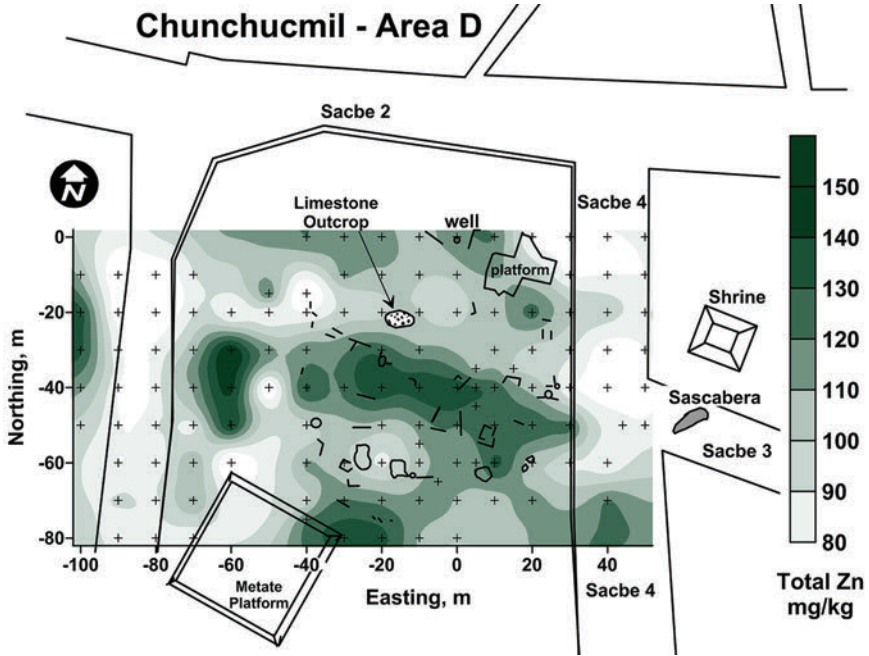 Chunchucmil - Area D
Sacbe 2
N
Limestone
Outcrop
well
Sacbe 4
platform
Shrine
Sascabera
Sacbe 3
Metate
Platform
Sacbe 4
Northing, m
0
-20
-40
-60
-80
-100
-80
-60
-40
-20
0
20
40
Easting, m
150
140
130
120
110
100
90
80
Total Zn
mg/kg